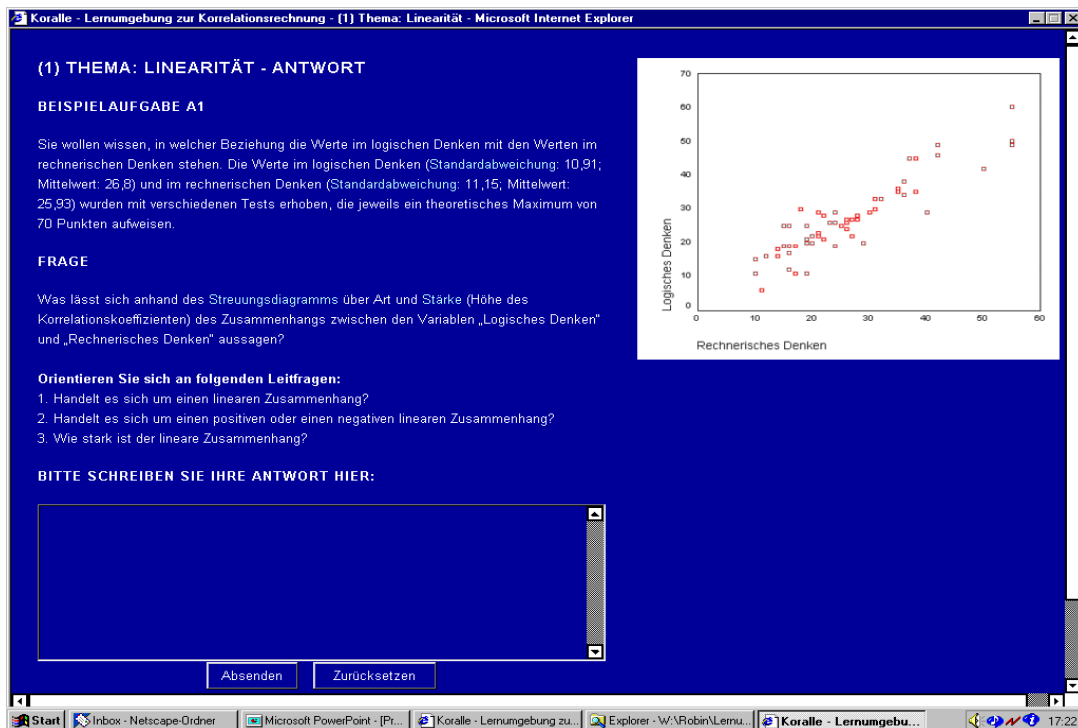 Koralle - Lernumgebung zur Korrelationsrechnung - (1) Thema: Linearität - Microsoft Internet Explorer
(1) THEMA: LINEARITÄT - ANTWORT
BEISPIELAUFGABE A1
Sie wollen wissen, in welcher Beziehung die Werte im logischen Denken mit den Werten im
rechnerischen Denken stehen. Die Werte im logischen Denken (Standardabweichung: 10,91;
Mittelwert: 26,8) und im rechnerischen Denken (Standardabweichung: 11,15; Mittelwert:
25,93) wurden mit verschiedenen Tests erhoben, die jeweils ein theoretisches Maximum von
70 Punkten aufweisen.
FRAGE
Was lässt sich anhand des Streuungsdiagramms über Art und Stärke (Höhe des
Korrelationskoeffizienten) des Zusammenhangs zwischen den Variablen „Logisches Denken"
und „Rechnerisches Denken" aussagen?
Orientieren Sie sich an folgenden Leitfragen:
1. Handelt es sich um einen linearen Zusammenhang?
2. Handelt es sich um einen positiven oder einen negativen linearen Zusammenhang?
3. Wie stark ist der lineare Zusammenhang?
BITTE SCHREIBEN SIE IHRE ANTWORT HIER:
Absenden
Zurücksetzen
70
60
50
40
30
20
10
0
Logisches Denken
0 10 20 30 40 50 60
Rechnerisches Denken
Start
Inbox - Netscape-Ordner
Microsoft PowerPoint - [Pr...
Koralle - Lernumgebung zu...
Explorer - W:\Robin\Lernu...
Koralle - Lernumgebu...